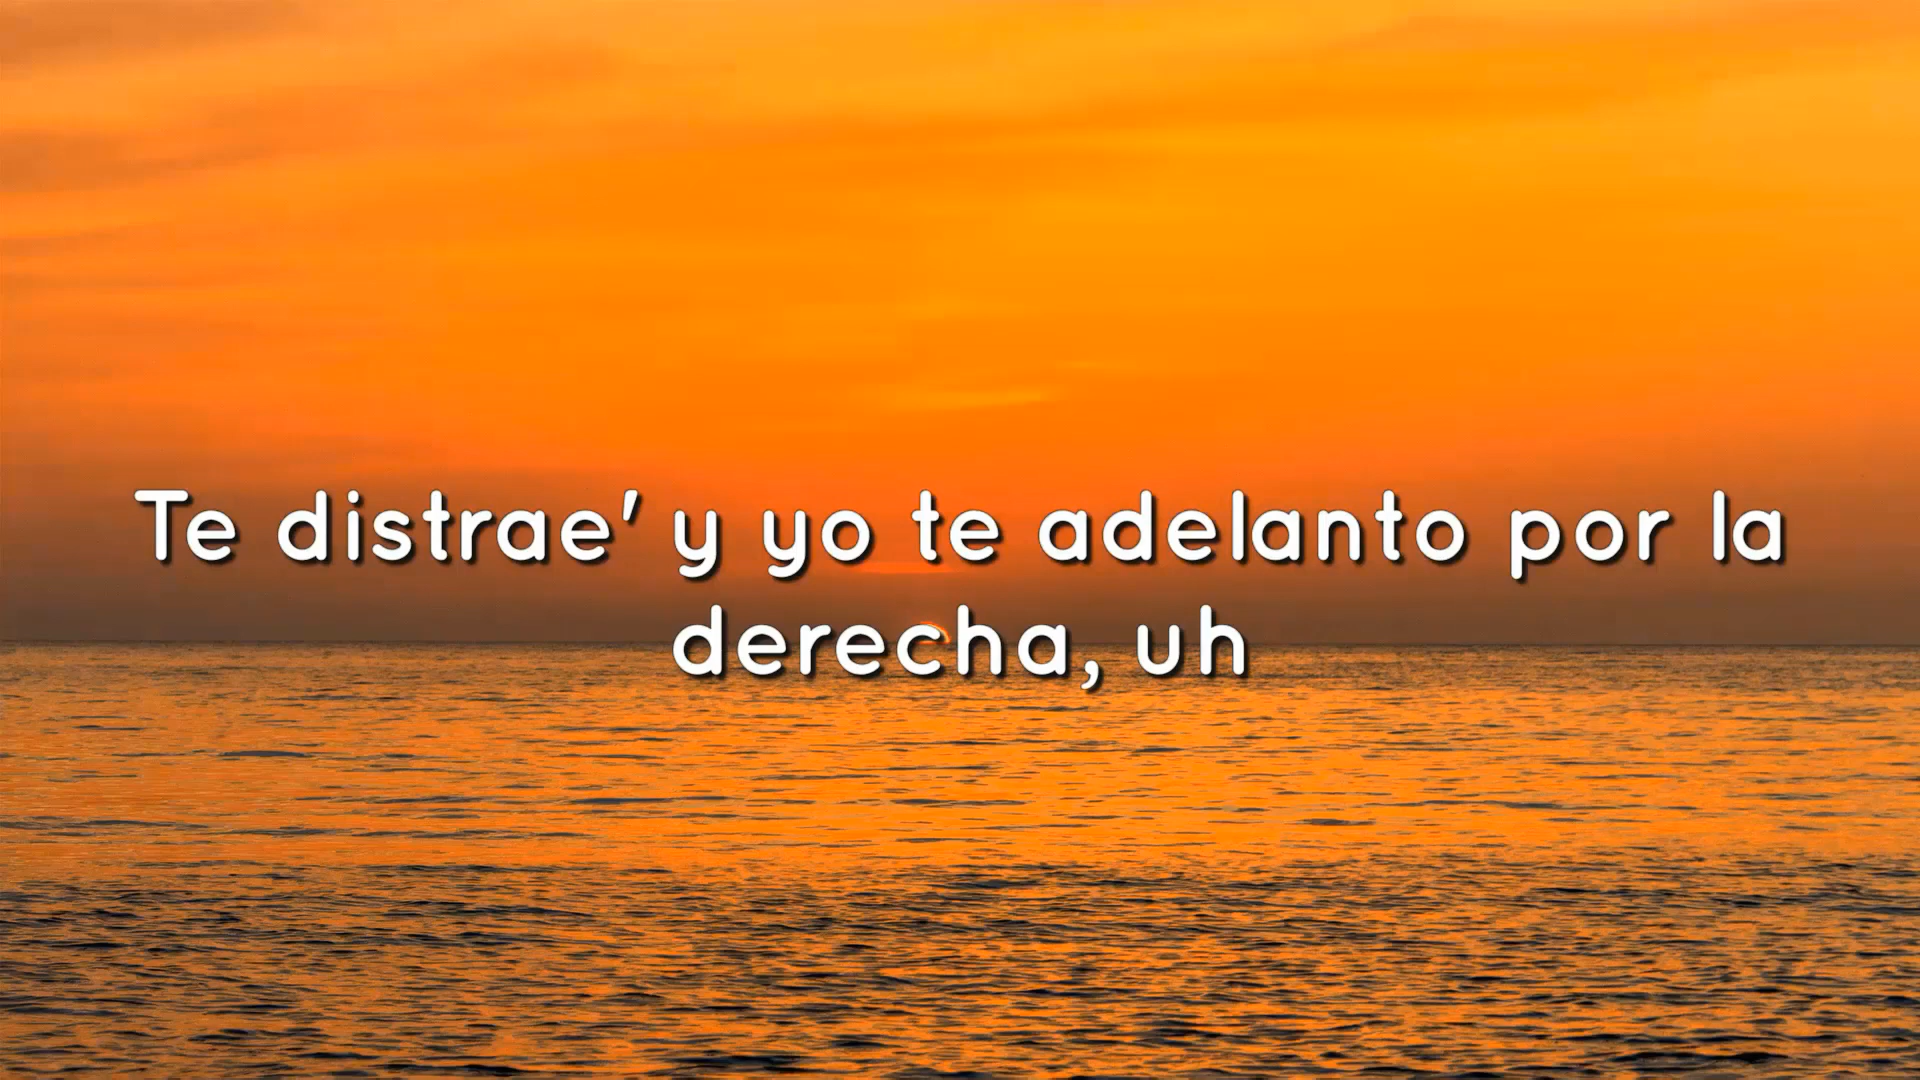 Te distrae' y yo te adelanto por la
derecha, uh